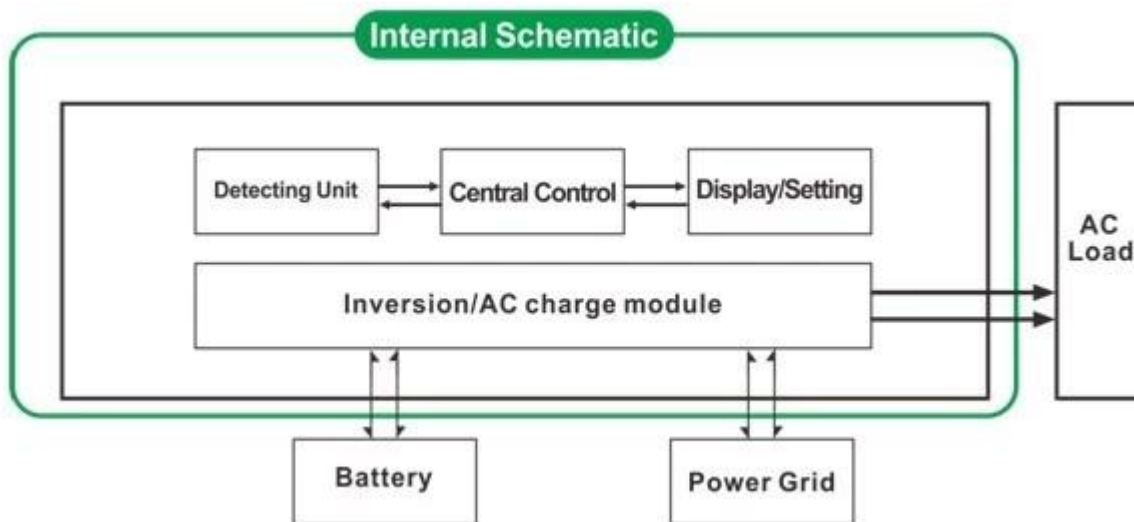 Internal Schematic
Detecting Unit
Central Control
Display/Setting
AC
Load
Inversion/AC charge module
Battery
Power Grid